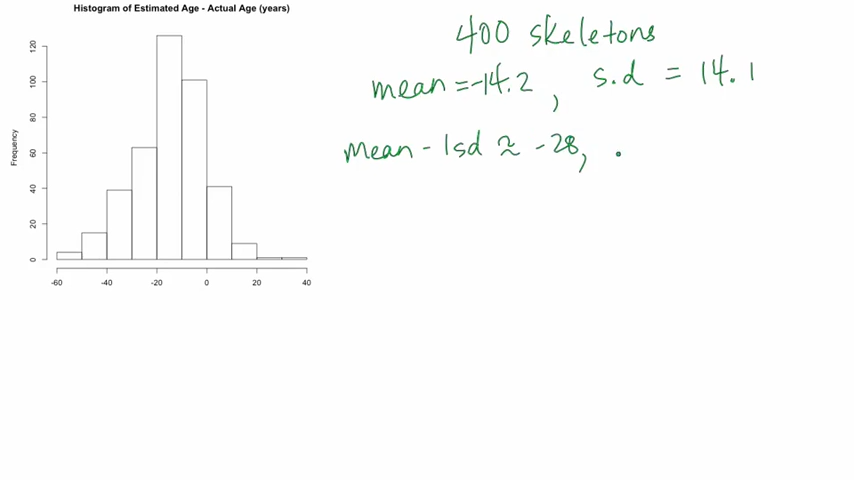 Histogram of Estimated Age - Actual Age (years)
400 skeletons
mean = -14.2 , s.d = 14.1
mean - 1sd ≈ -28,
Frequency
120
100
80
60
40
20
0
-60 -40 -20 0 20 40